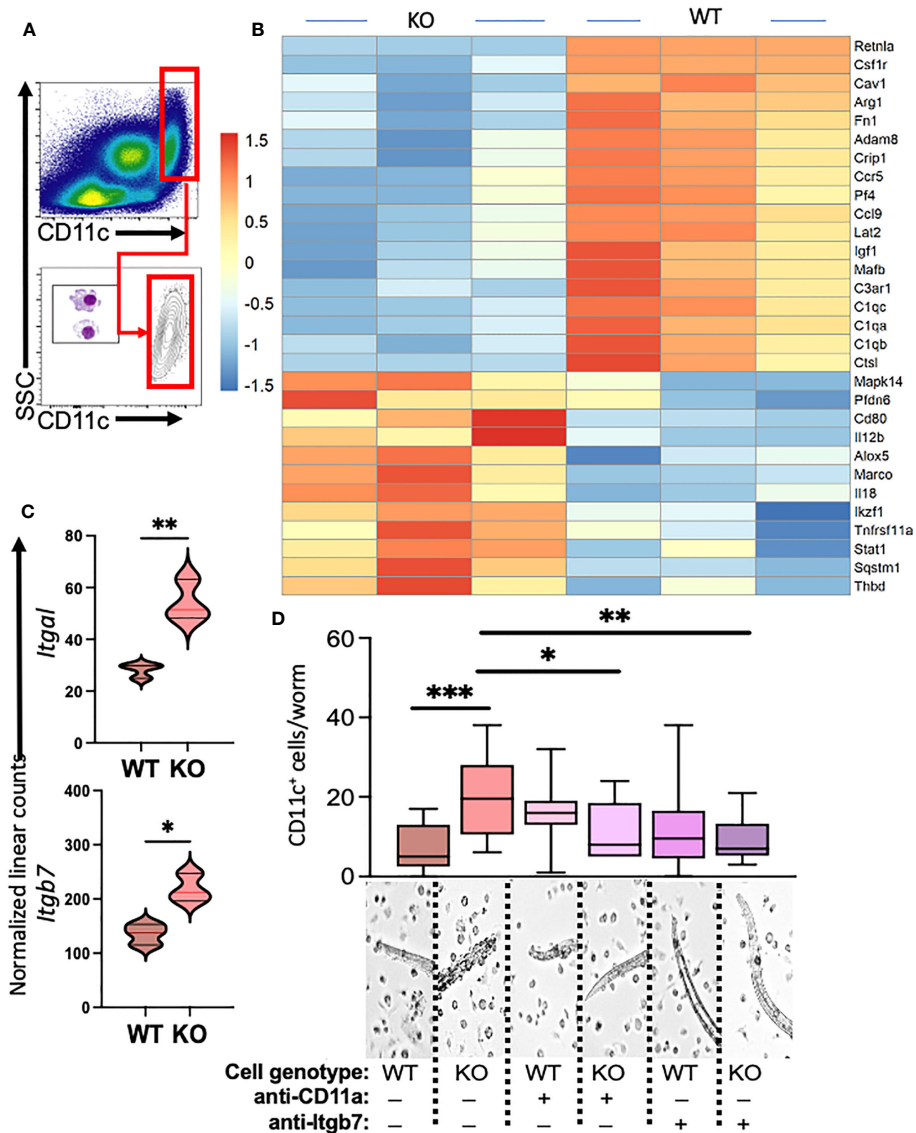 A
B
KO
WT
SSC
CD11c
CD11c
1.5
1
0.5
0
−0.5
−1
−1.5
Retnla
Csf1r
Cav1
Arg1
Fn1
Adam8
Crip1
Ccr5
Pf4
Ccl9
Lat2
Igf1
Mafb
C3ar1
C1qc
C1qa
C1qb
Ctsl
Mapk14
Pfdn6
Cd80
Il12b
Alox5
Marco
Il18
Ikzf1
Tnfrsf11a
Stat1
Sqstm1
Thbd
C
Normalized linear counts
Itgal
80
60
40
20
0
**
WT KO
Itgb7
400
300
200
100
0
*
WT KO
D
CD11c⁺ cells/worm
60
40
20
0
***
*
**
Cell genotype: WT KO WT KO WT KO
anti-CD11a: – – + + – –
anti-Itgb7: – – – – + +